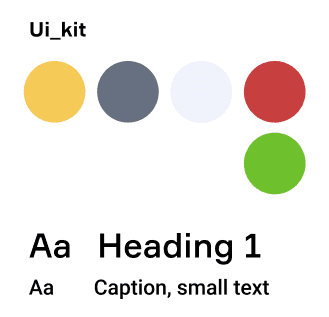 Ui_kit
Aa Heading 1
Aa Caption, small text